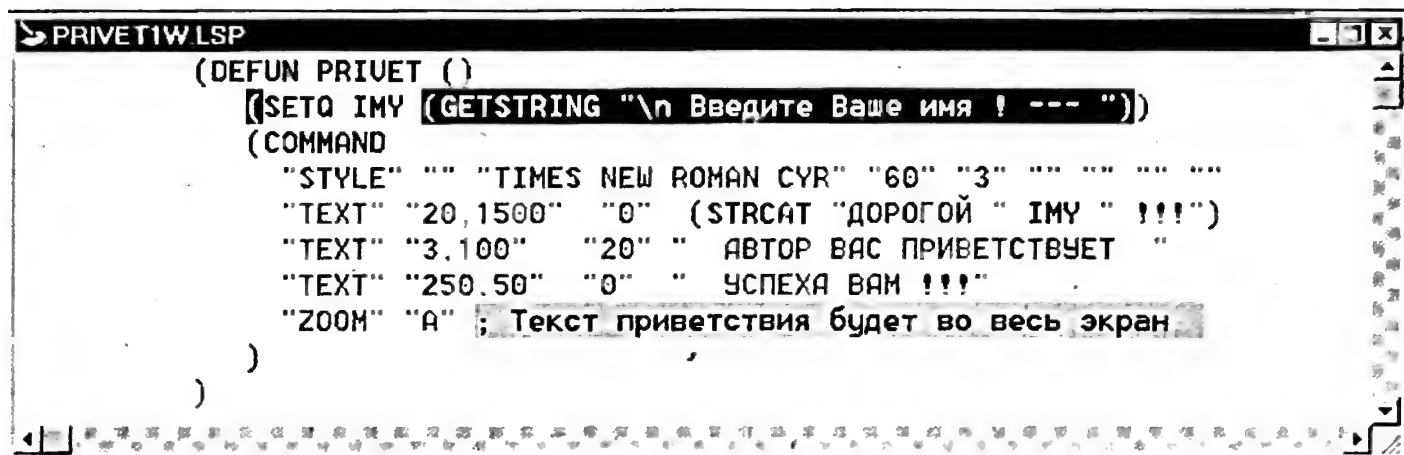 PRIVET1W.LSP
(DEFUN PRIVET ()
(SETQ IMY (GETSTRING "\n Введите Ваше имя ! --- "))
(COMMAND
"STYLE" "" "TIMES NEW ROMAN CYR" "60" "3" "" "" "" ""
"TEXT" "20,1500" "0" (STRCAT "ДОРОГОЙ " IMY " !!!")
"TEXT" "3.100" "20" " АВТОР ВАС ПРИВЕТСТВУЕТ "
"TEXT" "250.50" "0" " УСПЕХА ВАМ !!!"
"ZOOM" "A" ; Текст приветствия будет во весь экран
)
)